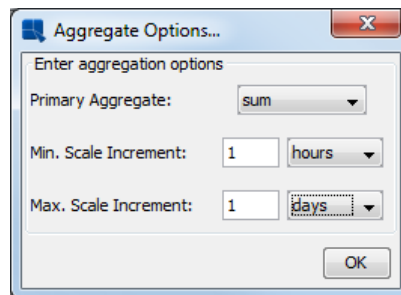 Aggregate Options...
Enter aggregation options
Primary Aggregate: sum
Min. Scale Increment: 1 hours
Max. Scale Increment: 1 days
OK